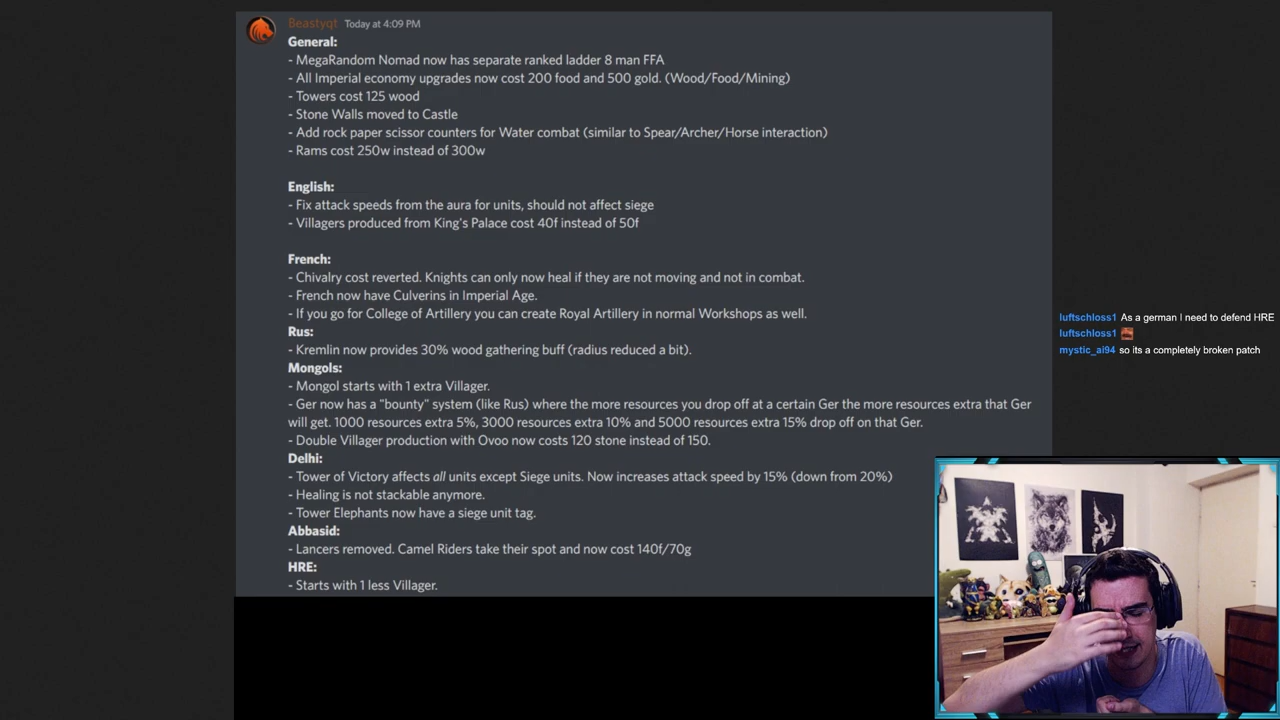 Beastyqt Today at 4:09 PM
General:
- MegaRandom Nomad now has separate ranked ladder 8 man FFA
- All Imperial economy upgrades now cost 200 food and 500 gold. (Wood/Food/Mining)
- Towers cost 125 wood
- Stone Walls moved to Castle
- Add rock paper scissor counters for Water combat (similar to Spear/Archer/Horse interaction)
- Rams cost 250w instead of 300w
English:
- Fix attack speeds from the aura for units, should not affect siege
- Villagers produced from King's Palace cost 40f instead of 50f
French:
- Chivalry cost reverted. Knights can only now heal if they are not moving and not in combat.
- French now have Culverins in Imperial Age.
- If you go for College of Artillery you can create Royal Artillery in normal Workshops as well.
Rus:
- Kremlin now provides 30% wood gathering buff (radius reduced a bit).
Mongols:
- Mongol starts with 1 extra Villager.
- Ger now has a "bounty" system (like Rus) where the more resources you drop off at a certain Ger the more resources extra that Ger
will get. 1000 resources extra 5%, 3000 resources extra 10% and 5000 resources extra 15% drop off on that Ger.
- Double Villager production with Ovoo now costs 120 stone instead of 150.
Delhi:
- Tower of Victory affects all units except Siege units. Now increases attack speed by 15% (down from 20%)
- Healing is not stackable anymore.
- Tower Elephants now have a siege unit tag.
Abbasid:
- Lancers removed. Camel Riders take their spot and now cost 140f/70g
HRE:
- Starts with 1 less Villager.
luftschloss1 As a german I need to defend HRE
luftschloss1
mystic_ai94 so its a completely broken patch